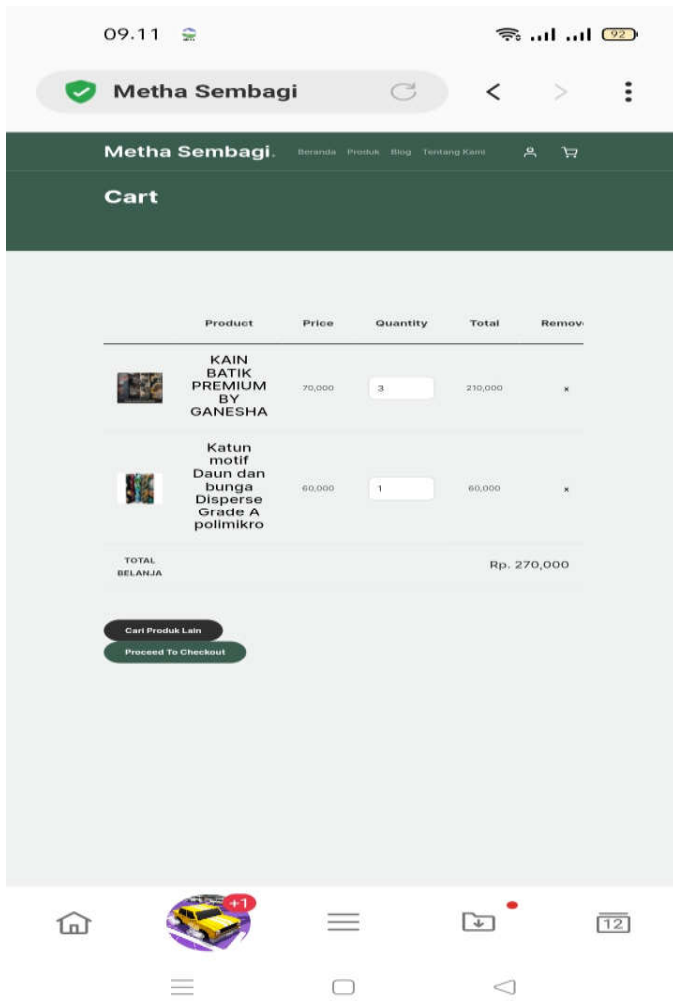 09.11
92
Metha Sembagi
Metha Sembagi. Beranda Produk Blog Tentang Kami
Cart
Product Price Quantity Total Remov
KAIN
BATIK
PREMIUM
BY
GANESHA
70,000 3 210,000 ×
Katun
motif
Daun dan
bunga
Disperse
Grade A
polimikro
60,000 1 60,000 ×
TOTAL
BELANJA
Rp. 270,000
Cari Produk Lain
Proceed To Checkout
+1
12